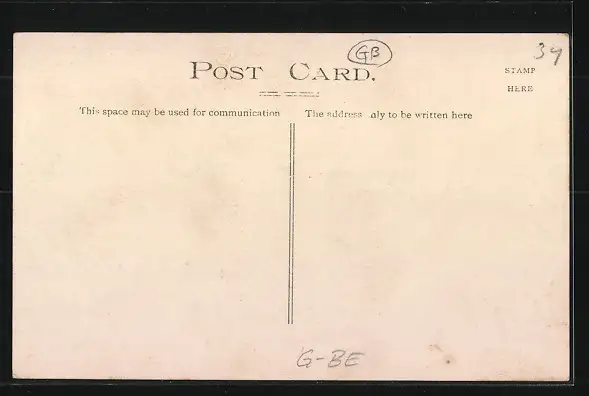 GB
34
POST CARD.
STAMP
HERE
This space may be used for communication
The address to be written here
G-BE